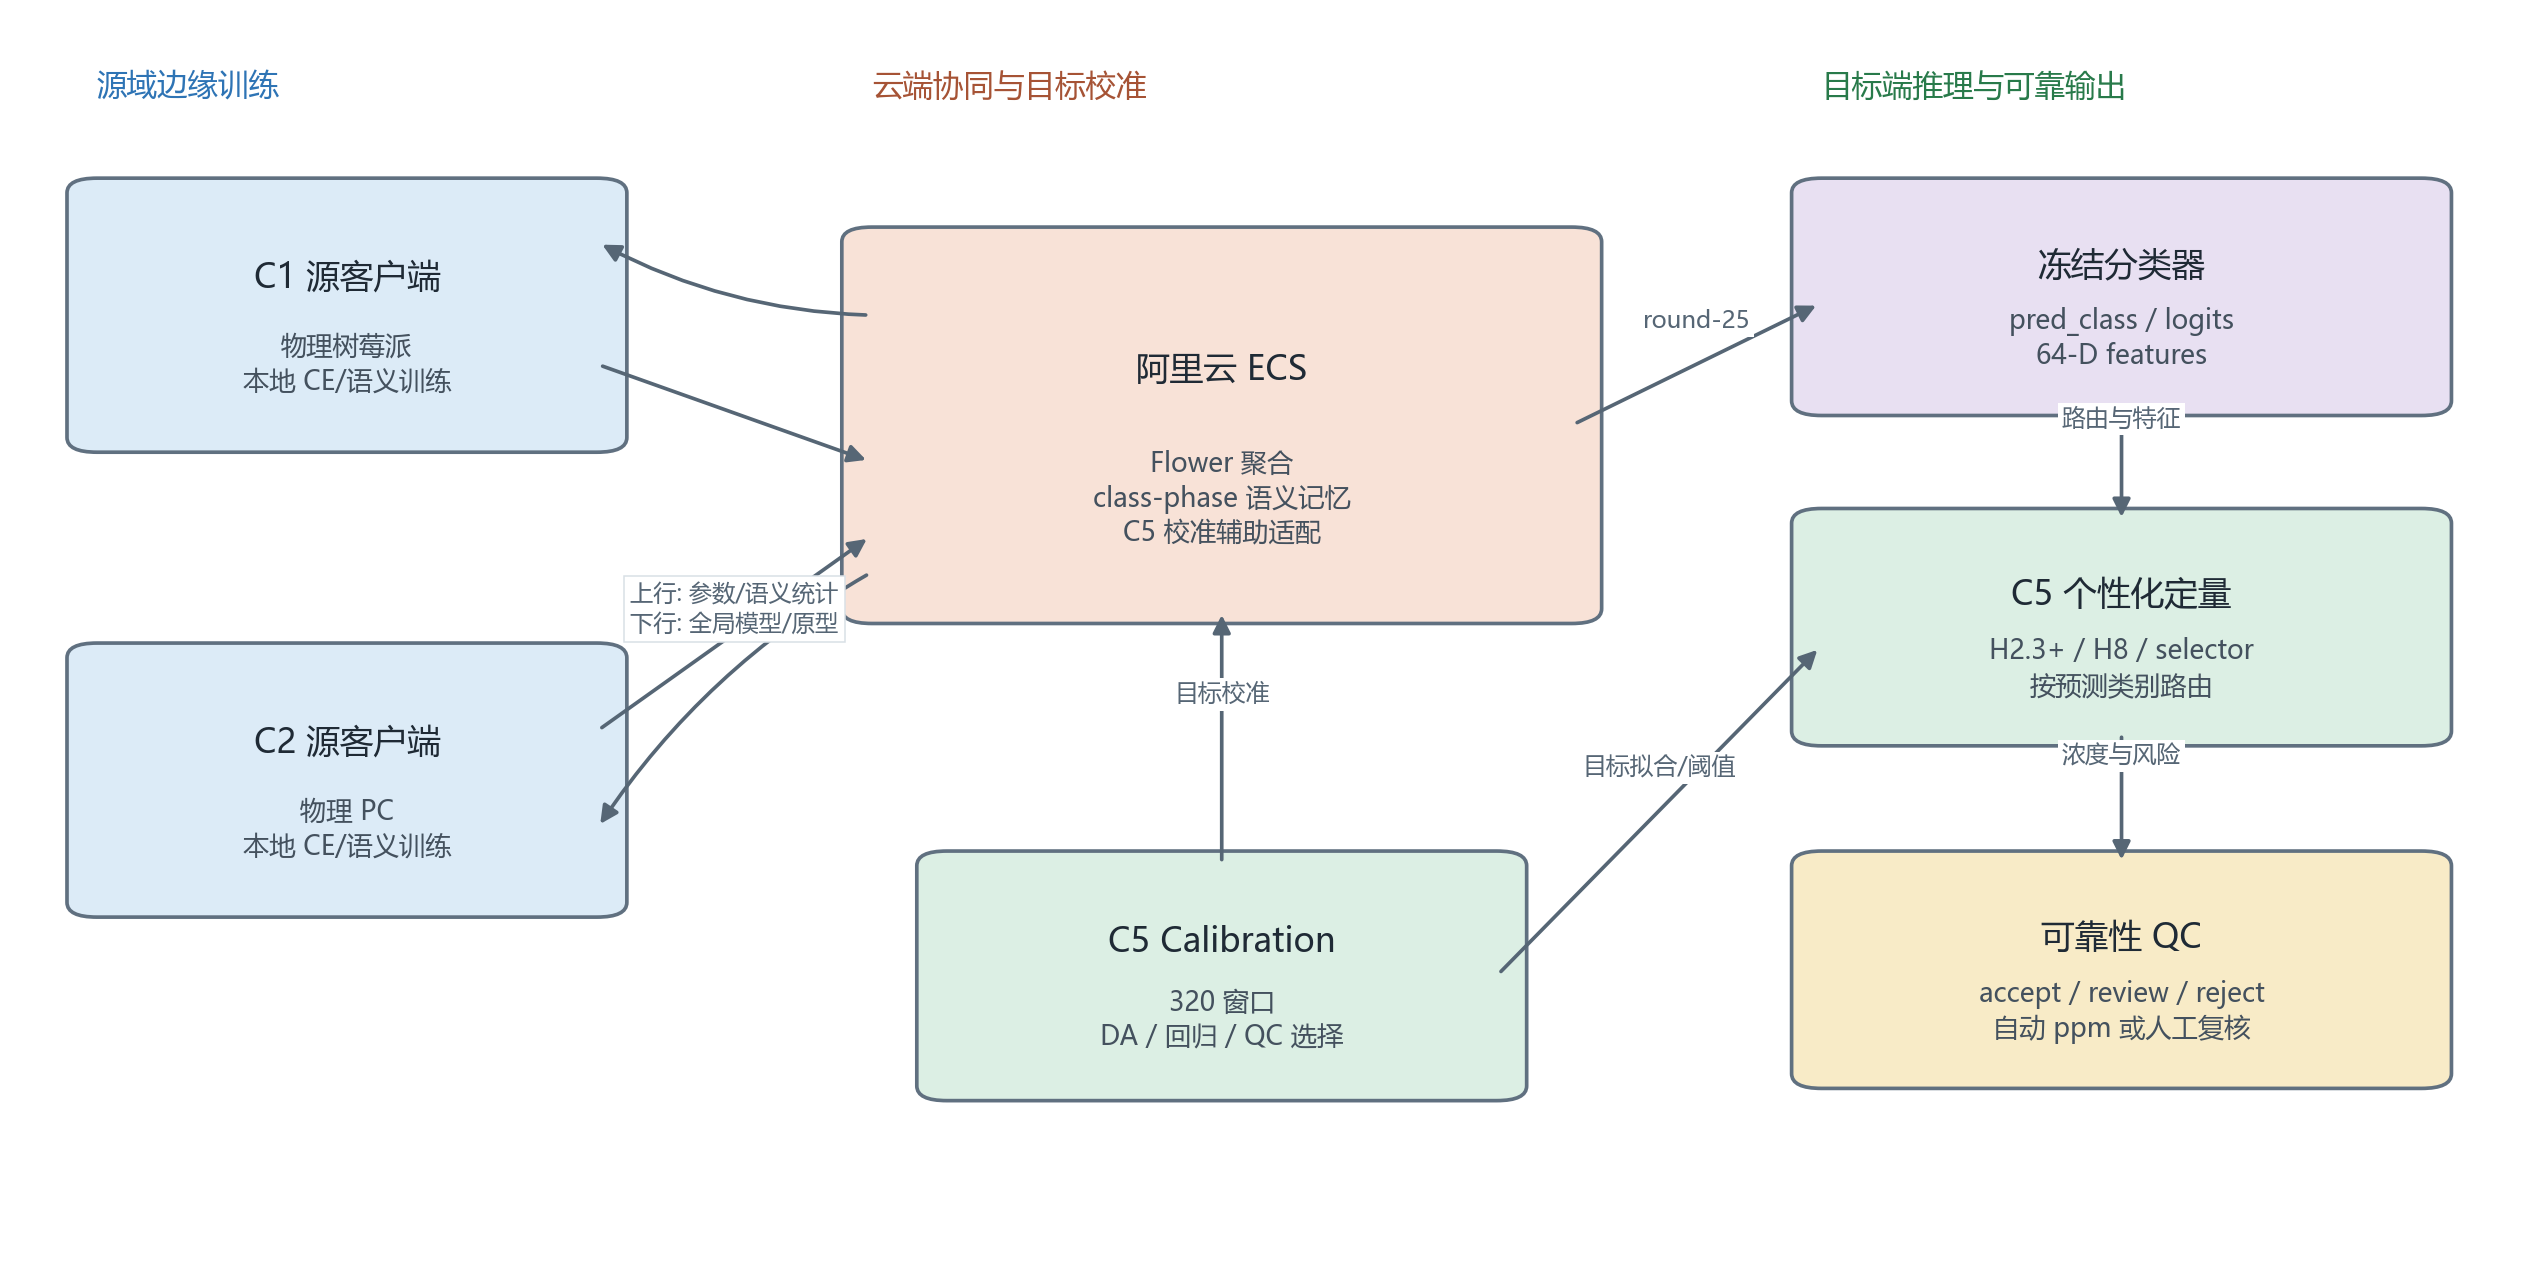 源域边缘训练
云端协同与目标校准
目标端推理与可靠输出
C1 源客户端
物理树莓派
本地 CE/语义训练
C2 源客户端
物理 PC
本地 CE/语义训练
上行: 参数/语义统计
下行: 全局模型/原型
阿里云 ECS
Flower 聚合
class-phase 语义记忆
C5 校准辅助适配
目标校准
C5 Calibration
320 窗口
DA / 回归 / QC 选择
round-25
目标拟合/阈值
冻结分类器
pred_class / logits
64-D features
路由与特征
C5 个性化定量
H2.3+ / H8 / selector
按预测类别路由
浓度与风险
可靠性 QC
accept / review / reject
自动 ppm 或人工复核